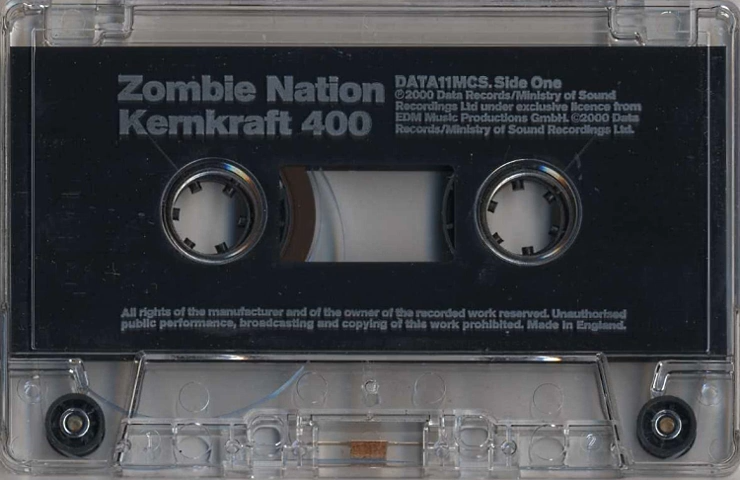 Zombie Nation
Kernkraft 400
DATA11MCS. Side One
℗2000 Data Records/Ministry of Sound
Recordings Ltd under exclusive licence from
EDM Music Productions GmbH. ©2000 Data
Records/Ministry of Sound Recordings Ltd.
All rights of the manufacturer and of the owner of the recorded work reserved. Unauthorised
public performance, broadcasting and copying of this work prohibited. Made in England.